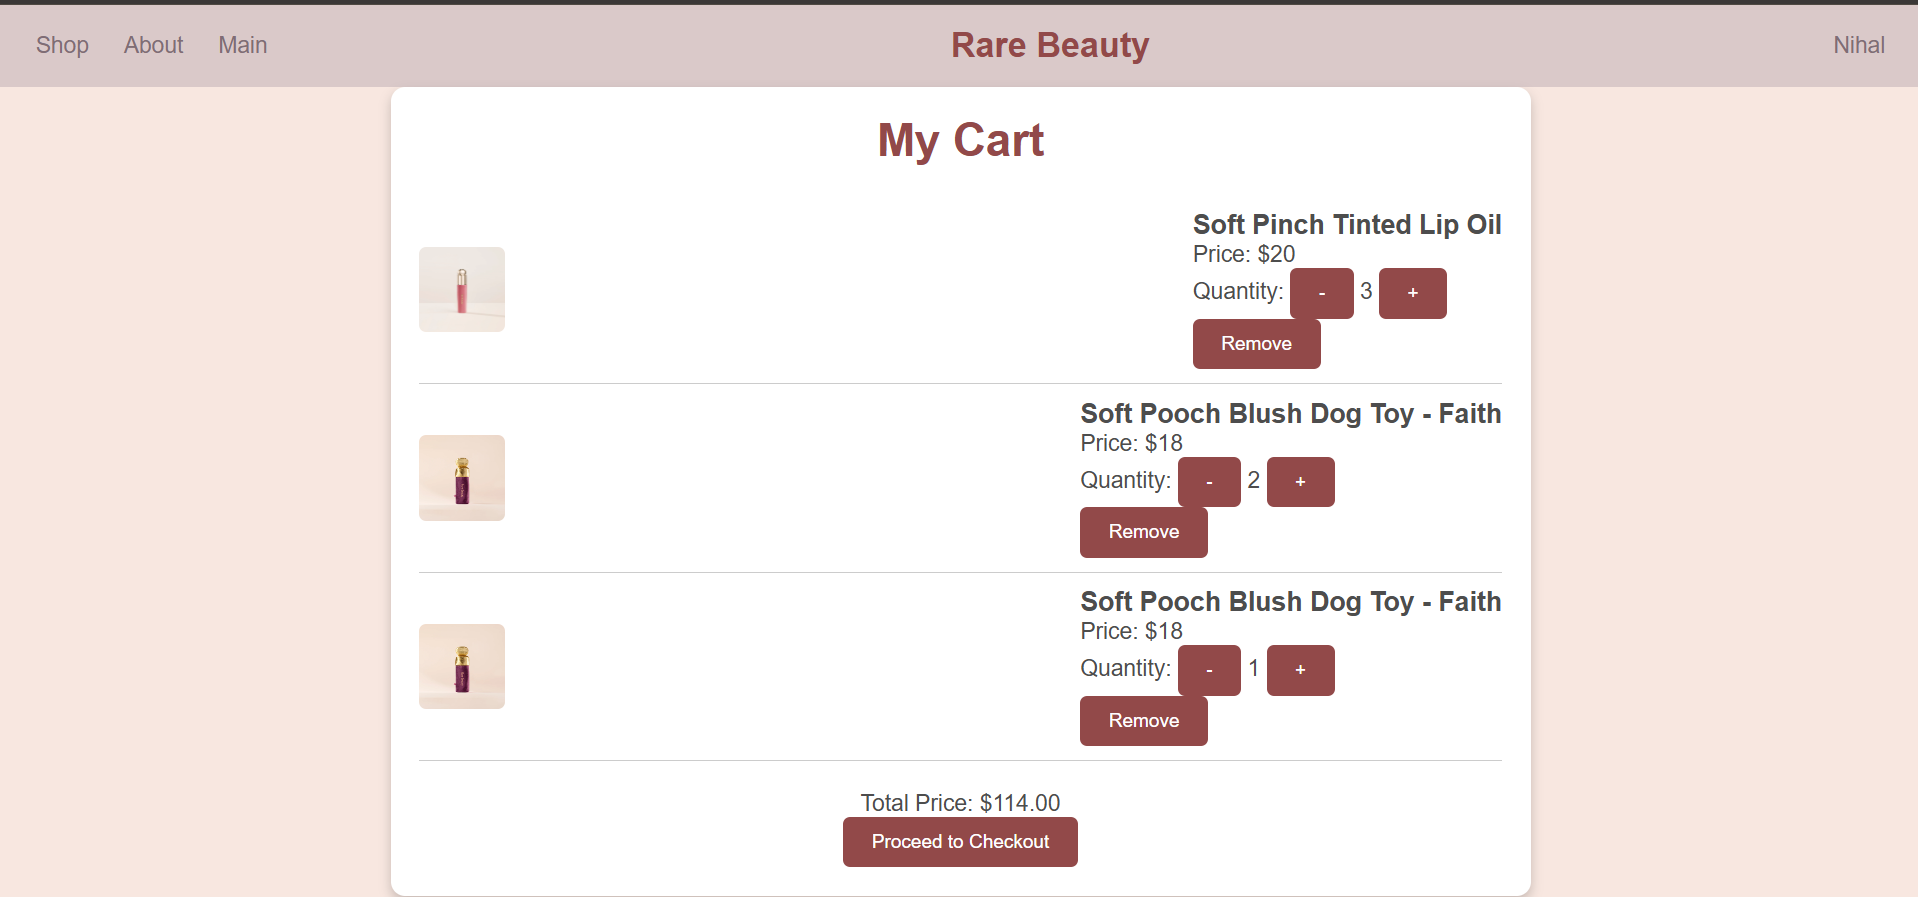 Shop About Main Rare Beauty Nihal
My Cart
Soft Pinch Tinted Lip Oil
Price: $20
Quantity: - 3 +
Remove
Soft Pooch Blush Dog Toy - Faith
Price: $18
Quantity: - 2 +
Remove
Soft Pooch Blush Dog Toy - Faith
Price: $18
Quantity: - 1 +
Remove
Total Price: $114.00
Proceed to Checkout